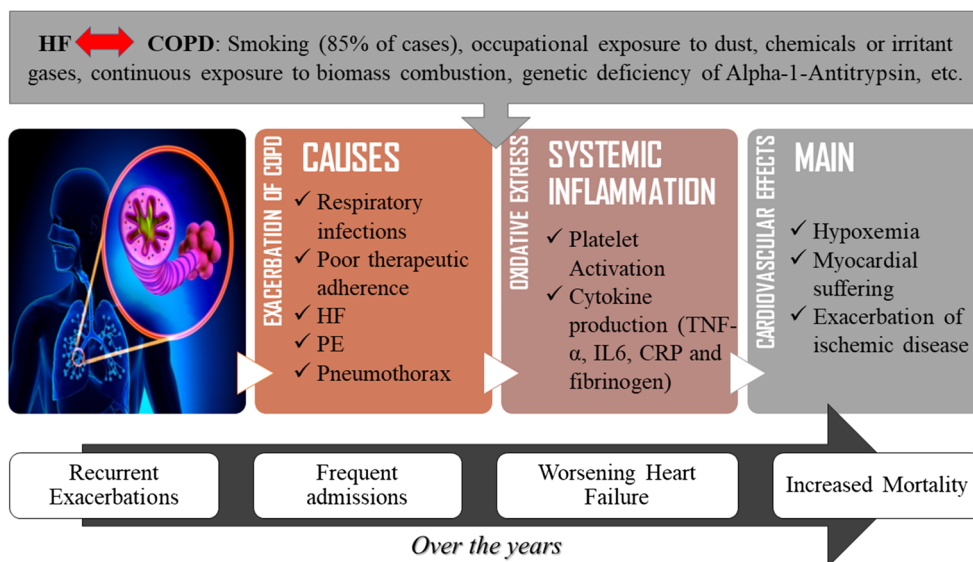 HF COPD: Smoking (85% of cases), occupational exposure to dust, chemicals or irritant
gases, continuous exposure to biomass combustion, genetic deficiency of Alpha-1-Antitrypsin, etc.
EXACERBATION OF COPD
CAUSES
✓ Respiratory
infections
✓ Poor therapeutic
adherence
✓ HF
✓ PE
✓ Pneumothorax
OXIDATIVE EXTRESS
SYSTEMIC
INFLAMMATION
✓ Platelet
Activation
✓ Cytokine
production (TNF-
α, IL6, CRP and
fibrinogen)
CARDIOVASCULAR EFFECTS
MAIN
✓ Hypoxemia
✓ Myocardial
suffering
✓ Exacerbation of
ischemic disease
Recurrent
Exacerbations
Frequent
admissions
Worsening Heart
Failure
Increased Mortality
Over the years